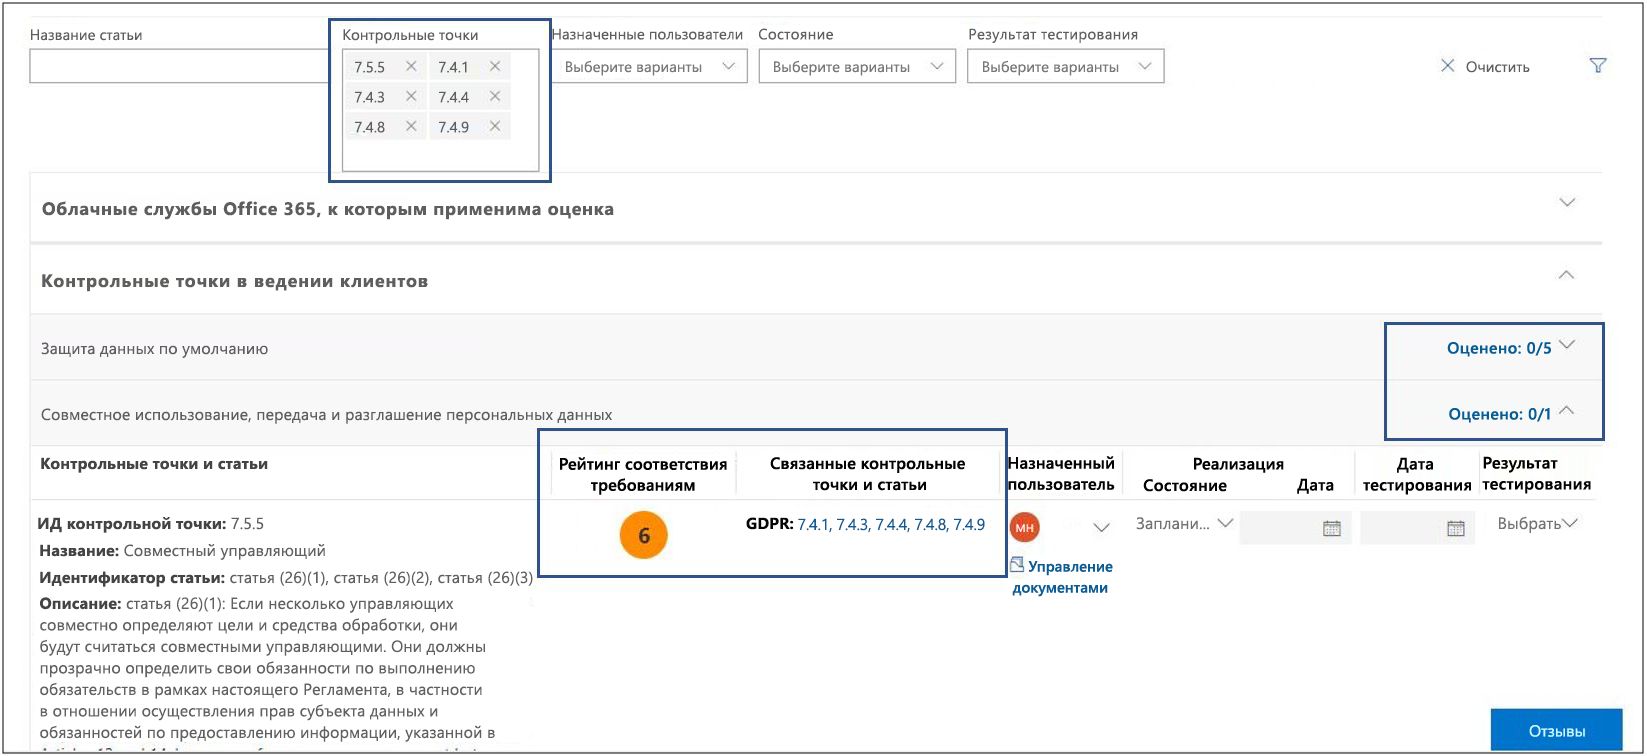 Название статьи
Контрольные точки
Назначенные пользователи
Состояние
Результат тестирования
7.5.5 7.4.1
Выберите варианты
Выберите варианты
Выберите варианты
Очистить
7.4.3 7.4.4
7.4.8 7.4.9
Облачные службы Office 365, к которым применима оценка
Контрольные точки в ведении клиентов
Защита данных по умолчанию
Оценено: 0/5
Совместное использование, передача и разглашение персональных данных
Оценено: 0/1
Контрольные точки и статьи
Рейтинг соответствия
требованиям
Связанные контрольные
точки и статьи
Назначенный
пользователь
Реализация
Состояние Дата
Дата
тестирования
Результат
тестирования
ИД контрольной точки: 7.5.5
Название: Совместный управляющий
Идентификатор статьи: статья (26)(1), статья (26)(2), статья (26)(3)
Описание: статья (26)(1): Если несколько управляющих
совместно определяют цели и средства обработки, они
будут считаться совместными управляющими. Они должны
прозрачно определить свои обязанности по выполнению
обязательств в рамках настоящего Регламента, в частности
в отношении осуществления прав субъекта данных и
обязанностей по предоставлению информации, указанной в
6
GDPR: 7.4.1, 7.4.3, 7.4.4, 7.4.8, 7.4.9
МН
Управление
документами
Заплани...
Выбрать
Отзывы